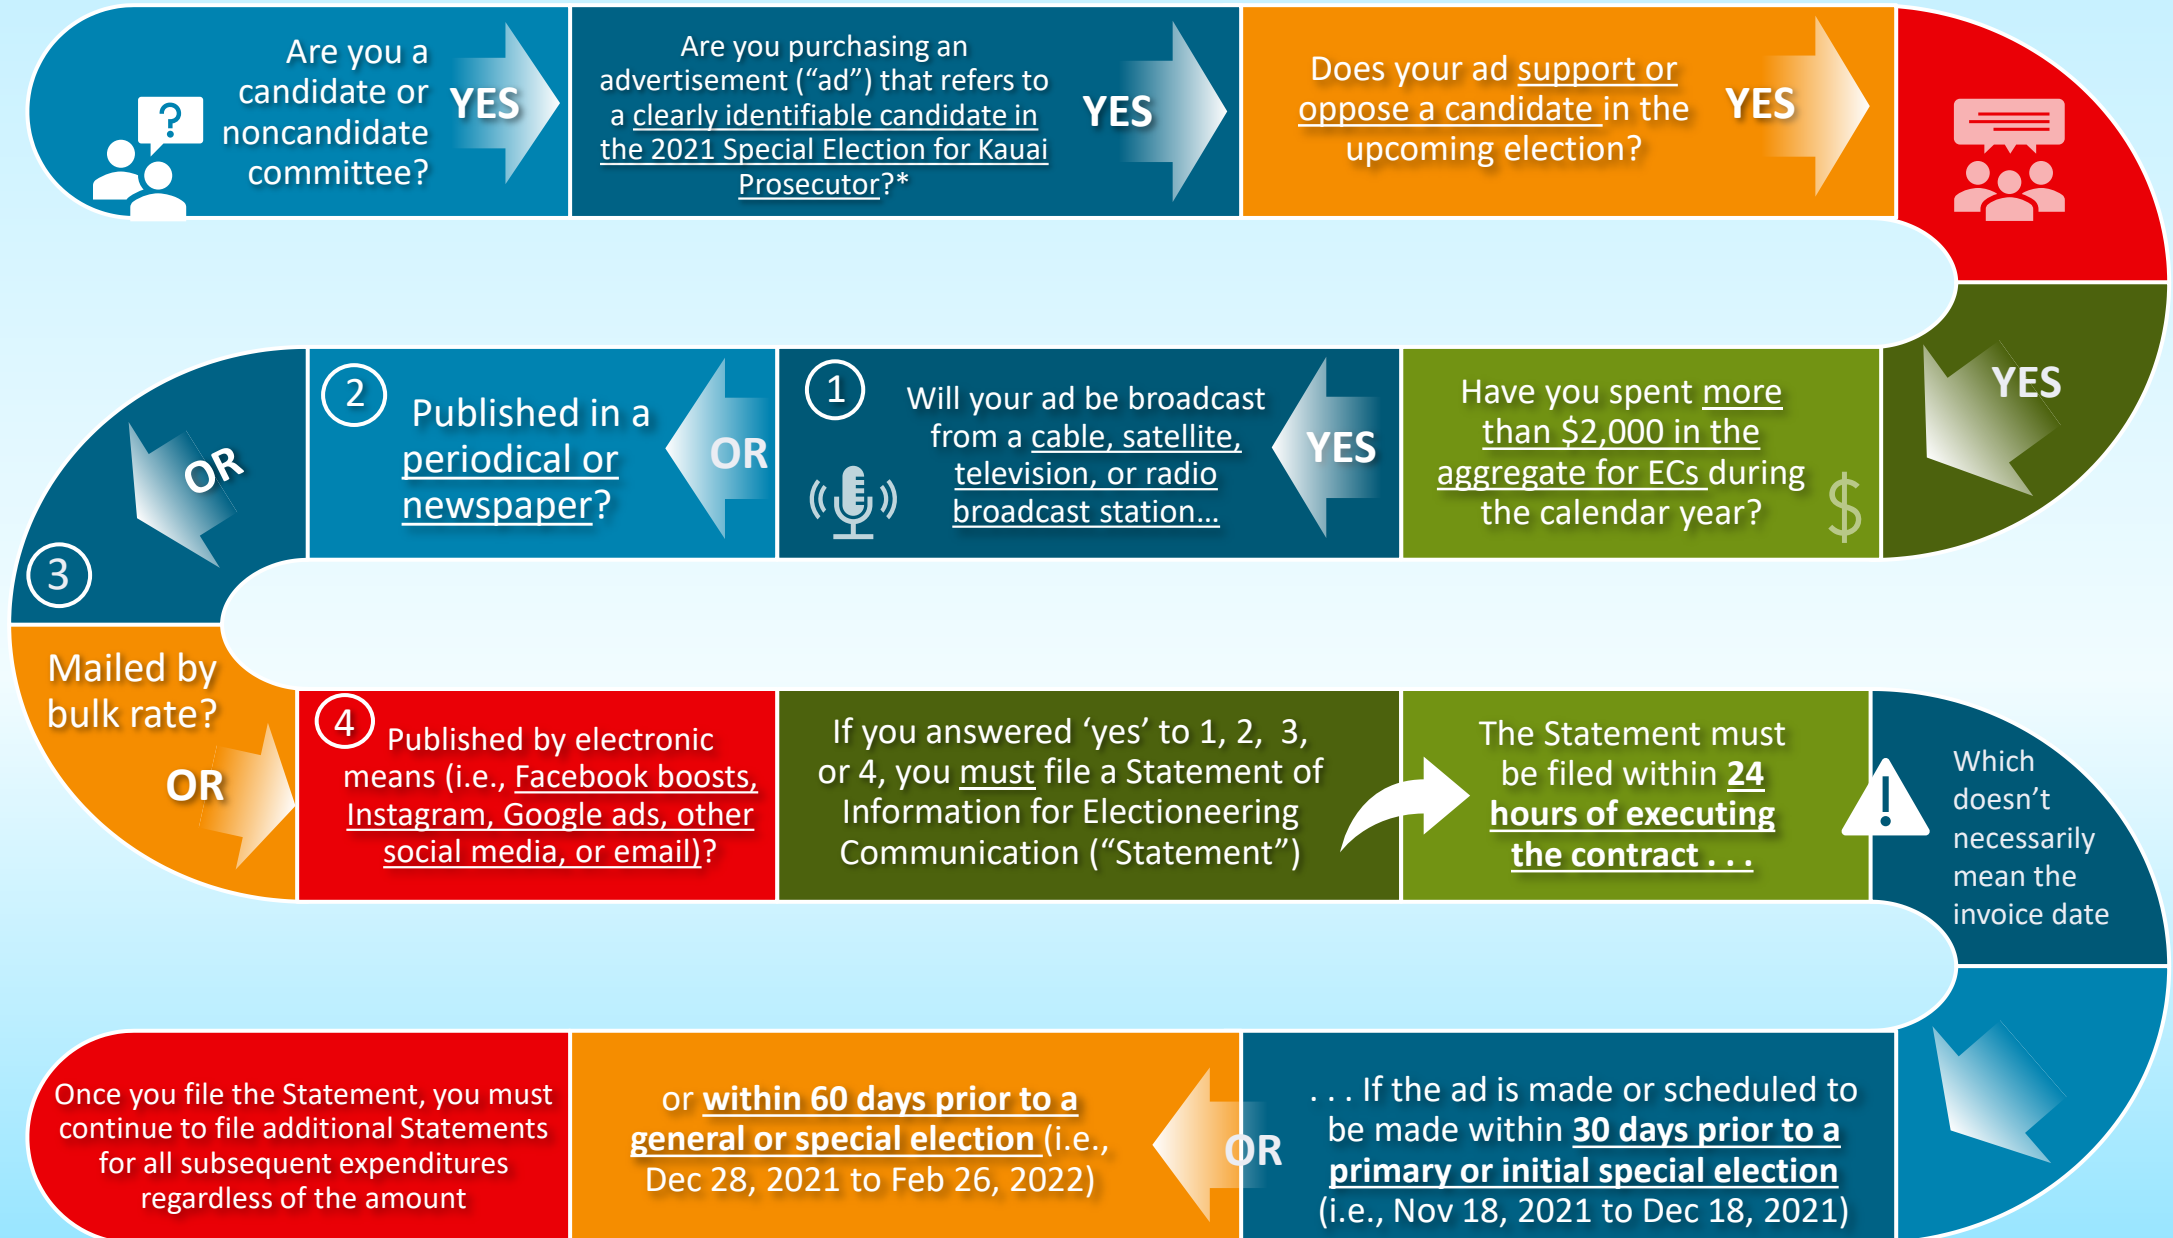 Are you a
candidate or
noncandidate
committee?
YES
Are you purchasing an
advertisement (“ad”) that refers to
a clearly identifiable candidate in
the 2021 Special Election for Kauai
Prosecutor?*
YES
Does your ad support or
oppose a candidate in the
upcoming election?
YES
YES
Have you spent more
than $2,000 in the
aggregate for ECs during
the calendar year?
$
YES
1
Will your ad be broadcast
from a cable, satellite,
television, or radio
broadcast station…
OR
2
Published in a
periodical or
newspaper?
OR
3
Mailed by
bulk rate?
OR
4
Published by electronic
means (i.e., Facebook boosts,
Instagram, Google ads, other
social media, or email)?
If you answered ‘yes’ to 1, 2, 3,
or 4, you must file a Statement of
Information for Electioneering
Communication (“Statement”)
The Statement must
be filed within 24
hours of executing
the contract . . .
Which
doesn’t
necessarily
mean the
invoice date
. . . If the ad is made or scheduled to
be made within 30 days prior to a
primary or initial special election
(i.e., Nov 18, 2021 to Dec 18, 2021)
OR
or within 60 days prior to a
general or special election (i.e.,
Dec 28, 2021 to Feb 26, 2022)
Once you file the Statement, you must
continue to file additional Statements
for all subsequent expenditures
regardless of the amount